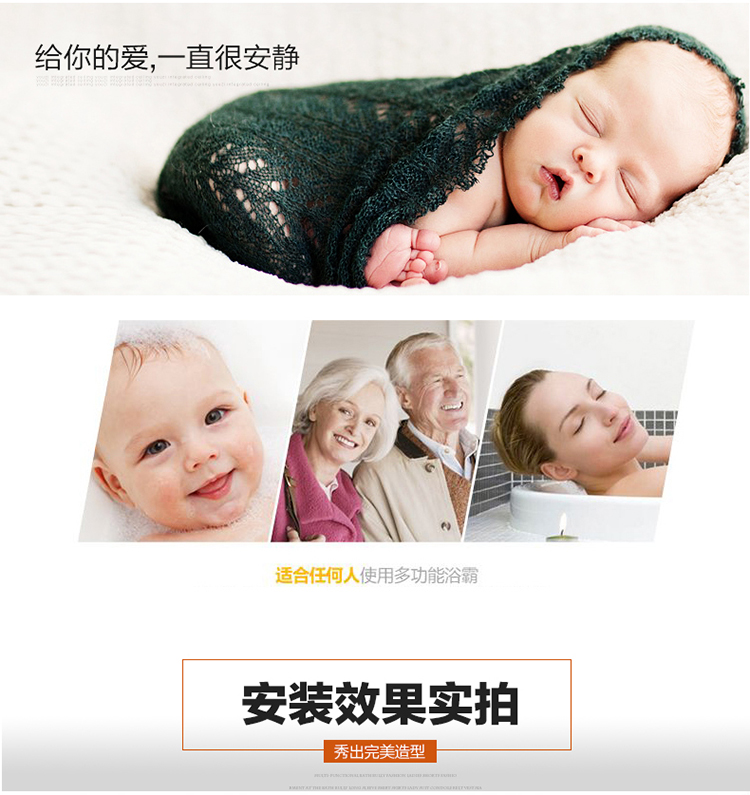 给你的爱,一直很安静
适合任何人使用多功能浴霸
安装效果实拍
秀出完美造型